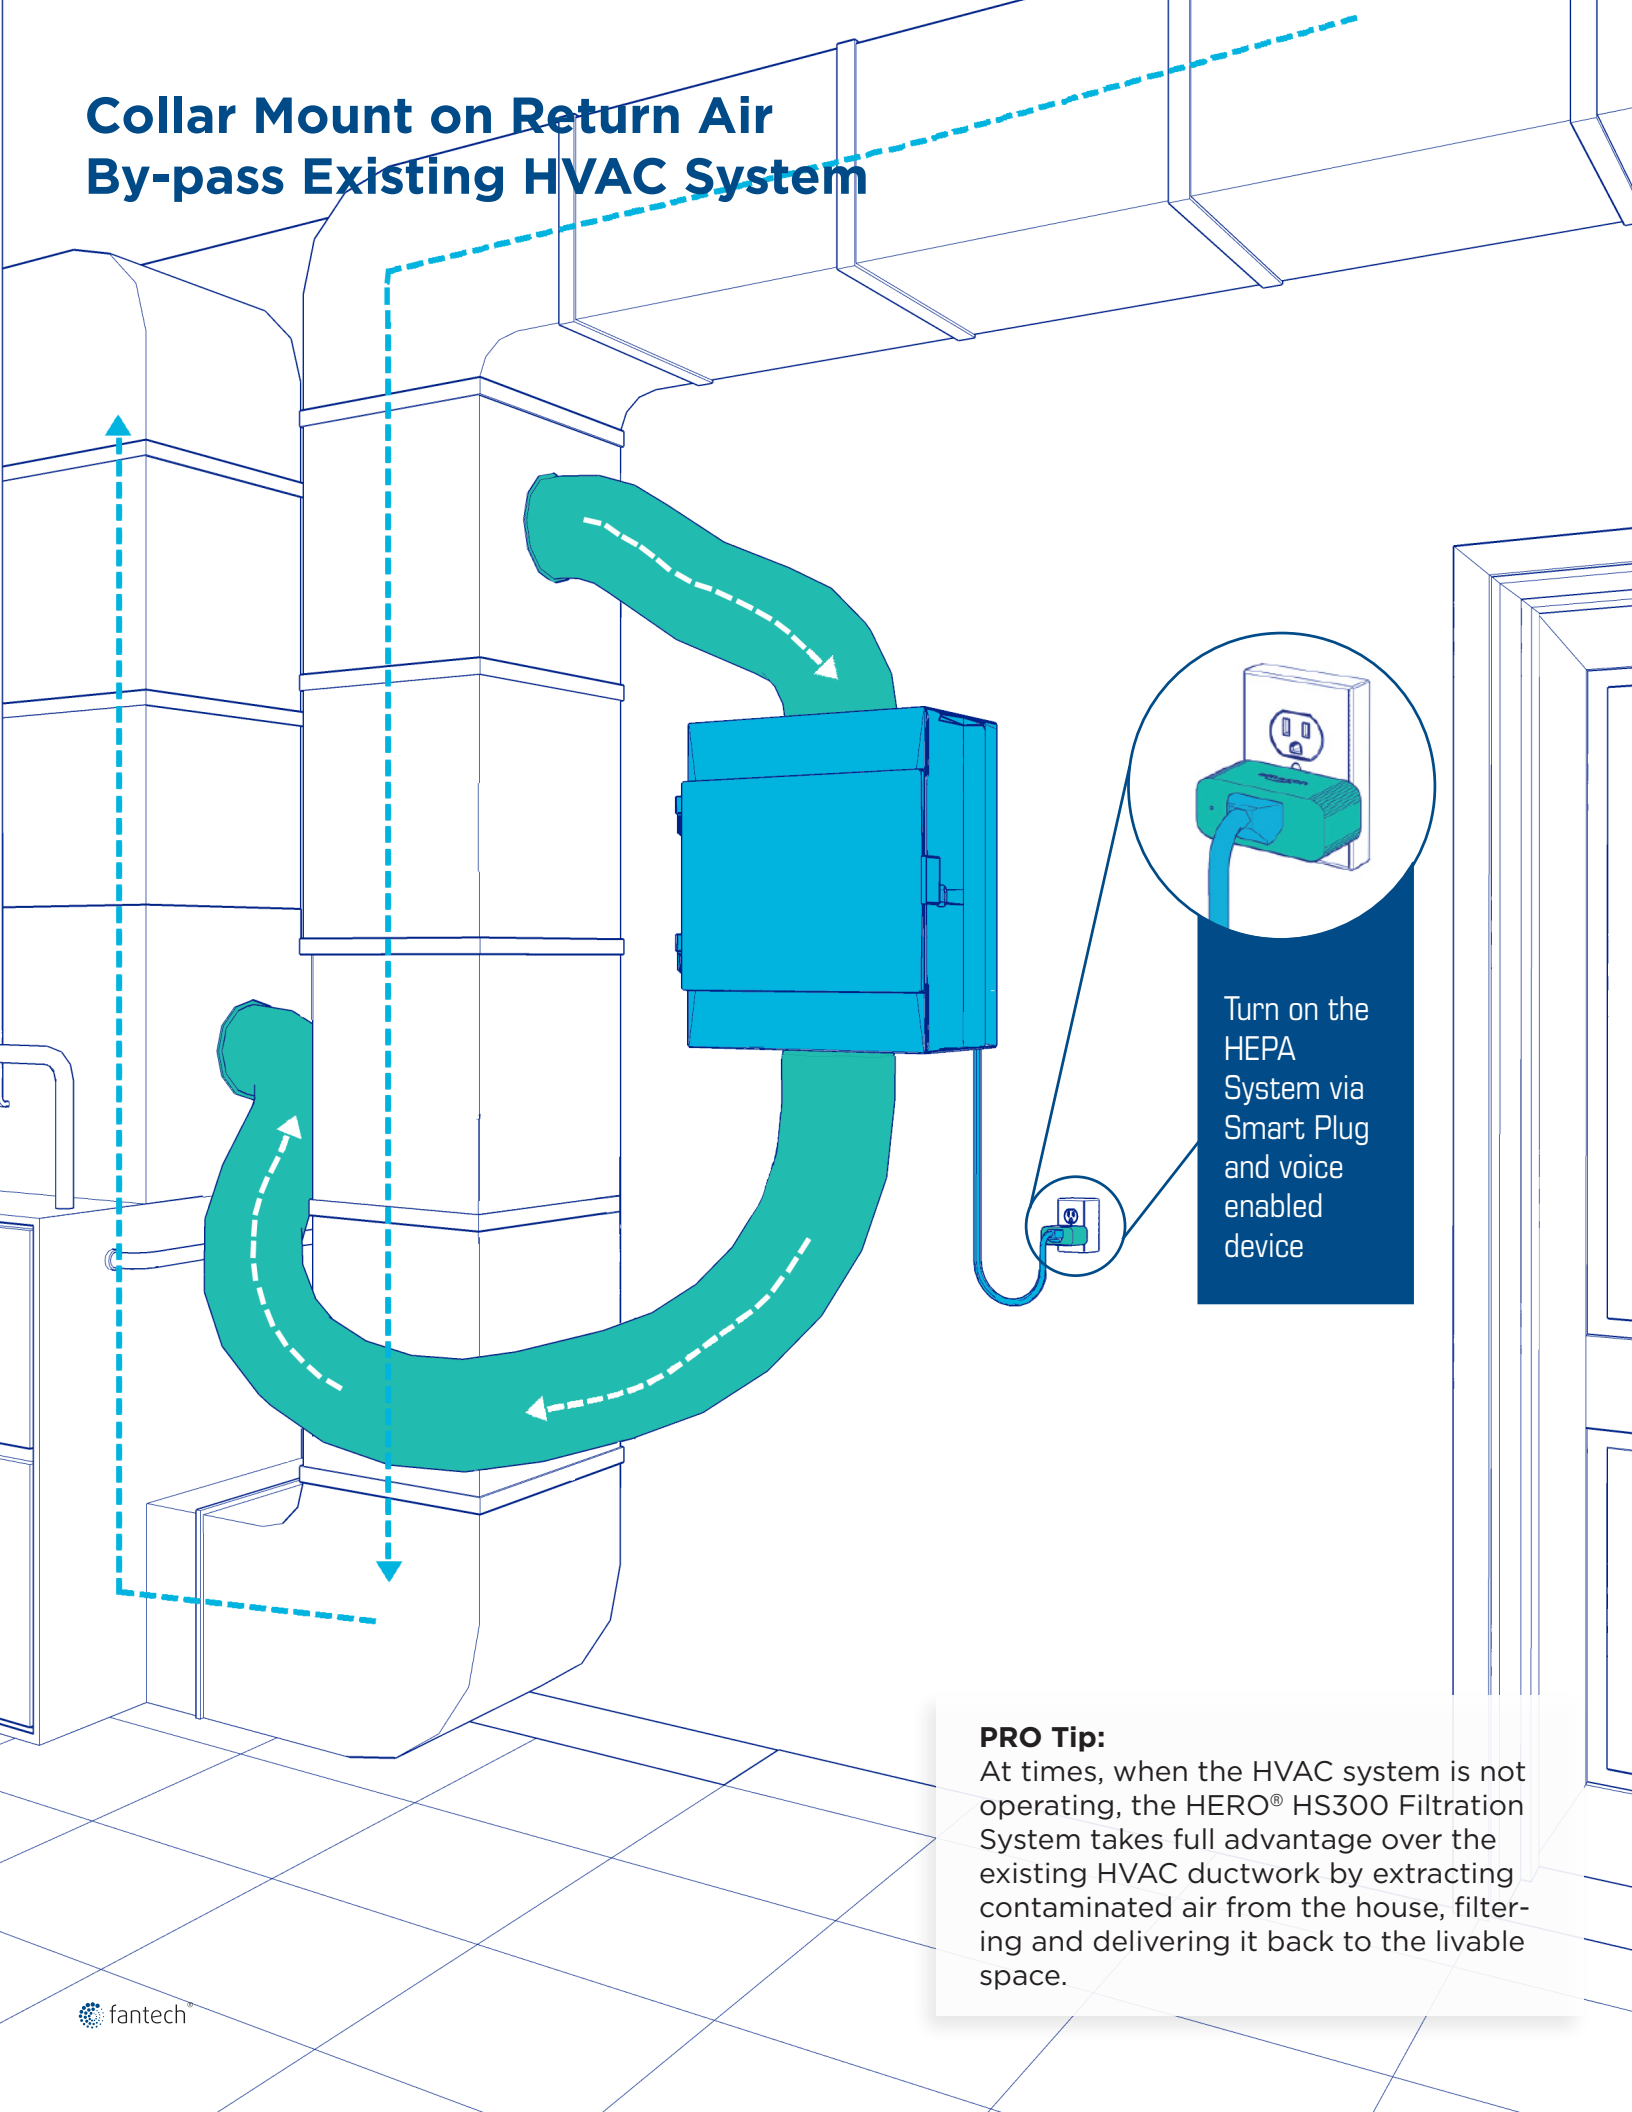 Collar Mount on Return Air
By-pass Existing HVAC System
amazon
Turn on the
HEPA
System via
Smart Plug
and voice
enabled
device
PRO Tip:
At times, when the HVAC system is not
operating, the HERO® HS300 Filtration
System takes full advantage over the
existing HVAC ductwork by extracting
contaminated air from the house, filter-
ing and delivering it back to the livable
space.
fantech®